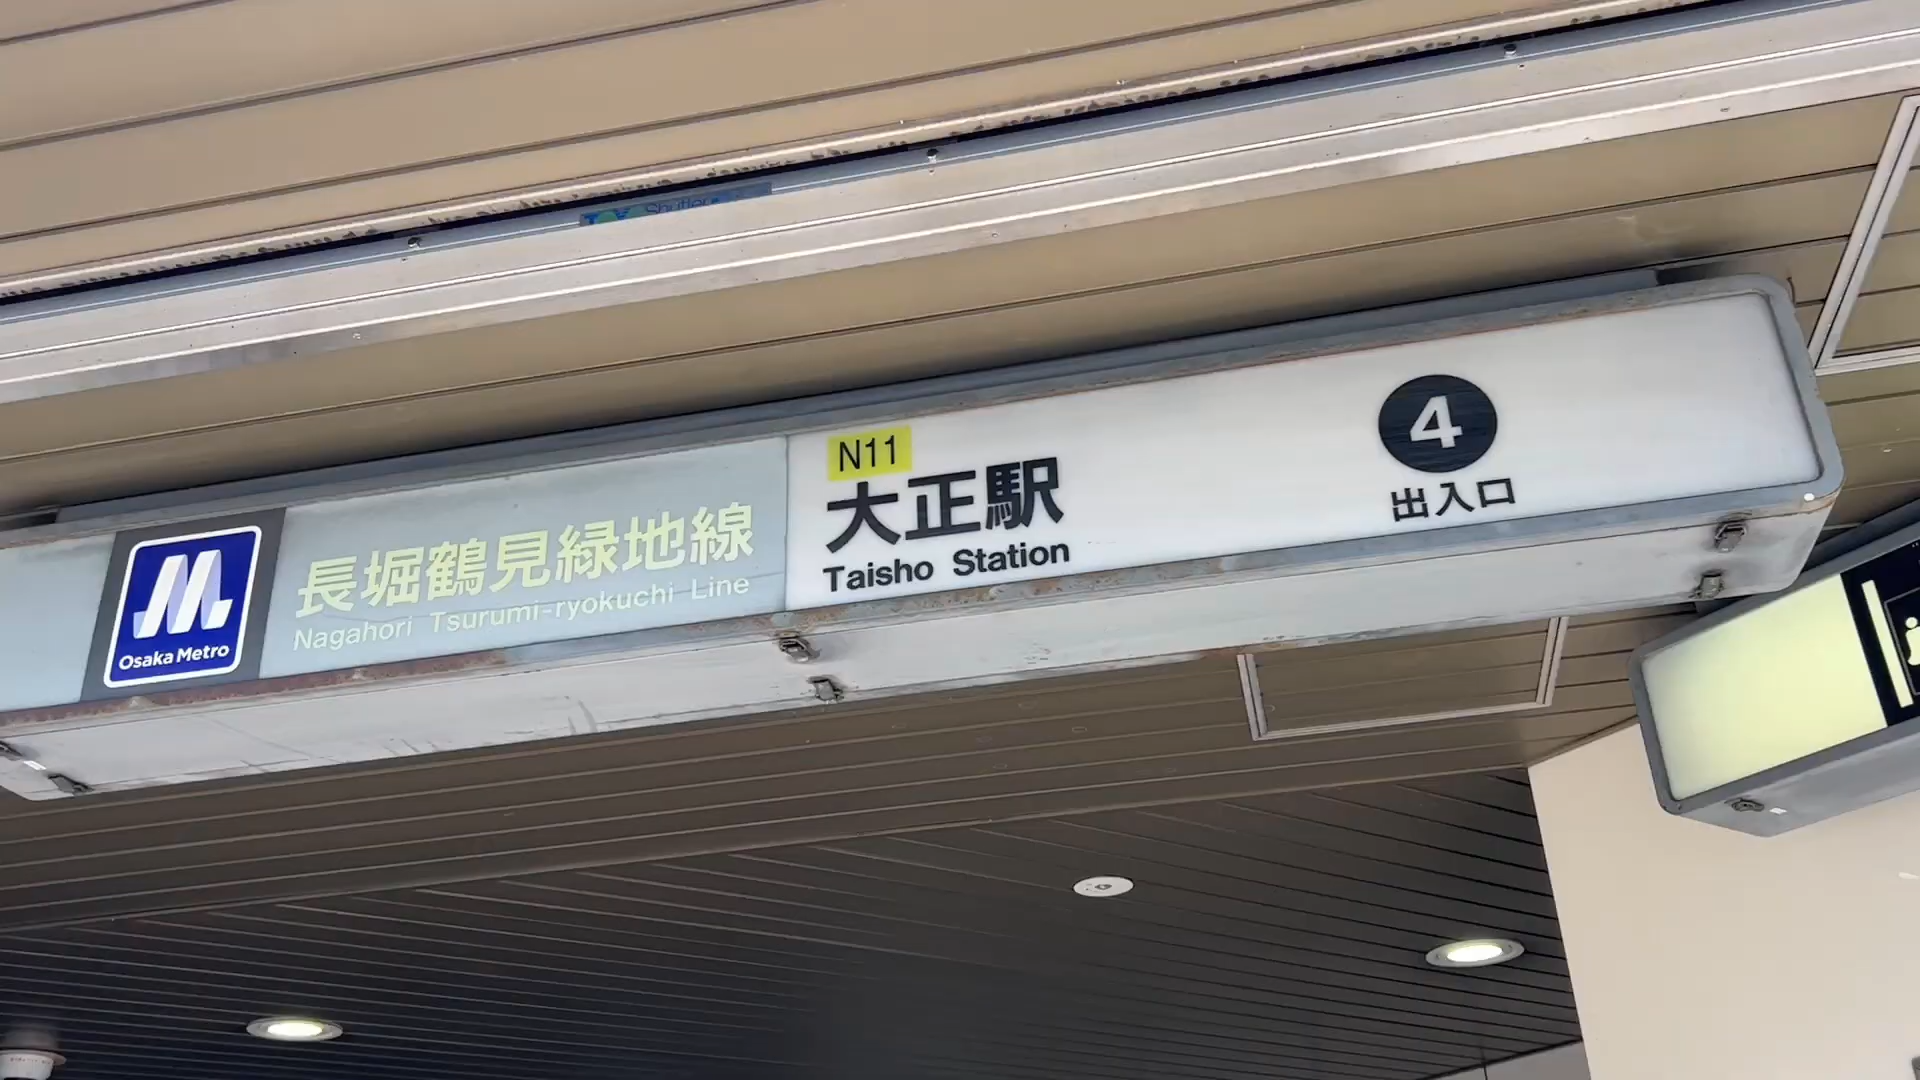 Osaka Metro
長堀鶴見緑地線
Nagahori Tsurumi-ryokuchi Line
N11
大正駅
Taisho Station
4
出入口